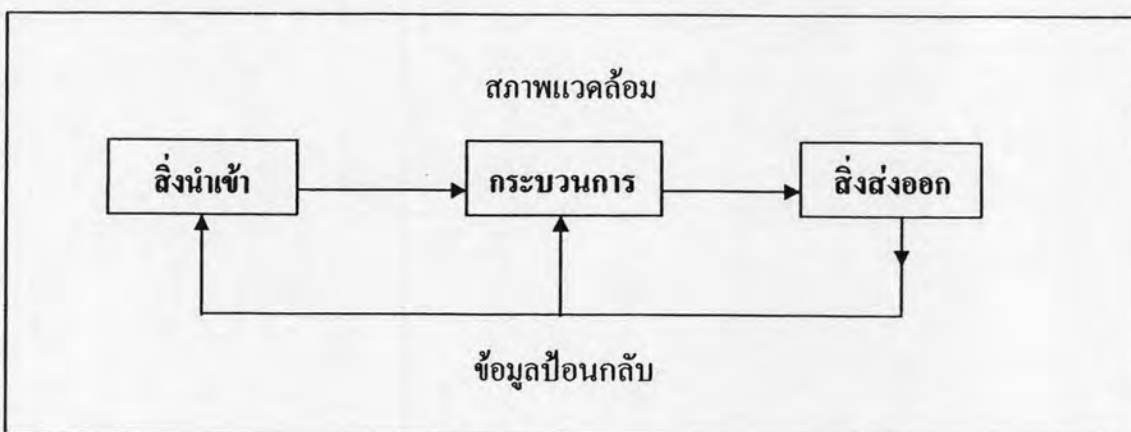 สภาพแวคล้อม
สิ่งนำเข้า
กระบวนการ
สิ่งส่งออก
ข้อมูลป้อนกลับ